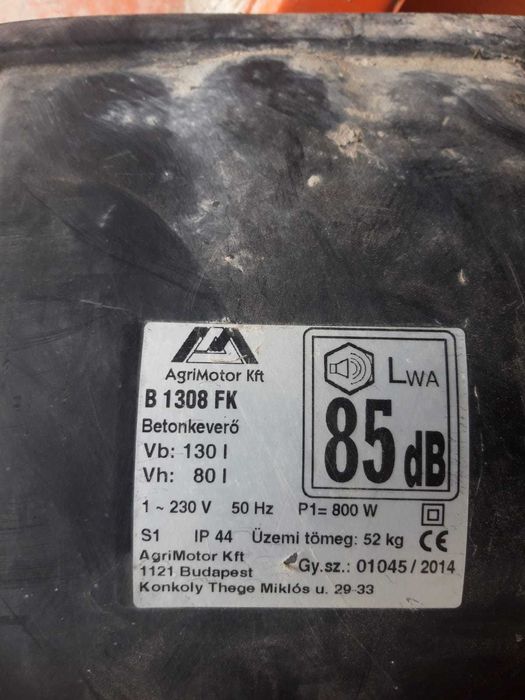 AgriMotor Kft
B 1308 FK
Betonkeverő
Vb: 130 l
Vh: 80 l
LWA
85 dB
1 ~ 230 V 50 Hz P1= 800 W
S1 IP 44 Üzemi tömeg: 52 kg CE
AgriMotor Kft
1121 Budapest
Konkoly Thege Miklós u. 29-33
Gy.sz.: 01045 / 2014